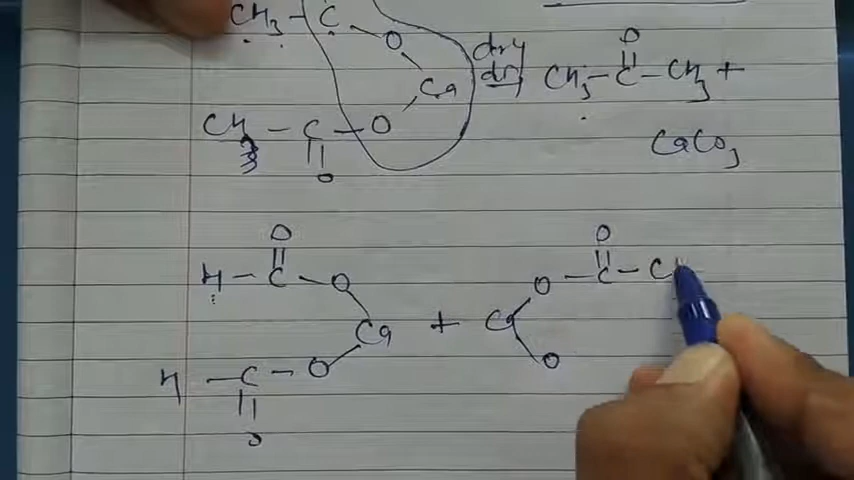 CH3 - C - O dry O
Ca dry CH3 - C - CH3 +
CH3 - C - O CaCO3
O
O O
H - C - O O - C - C
Ca + Ca
H - C - O O
O